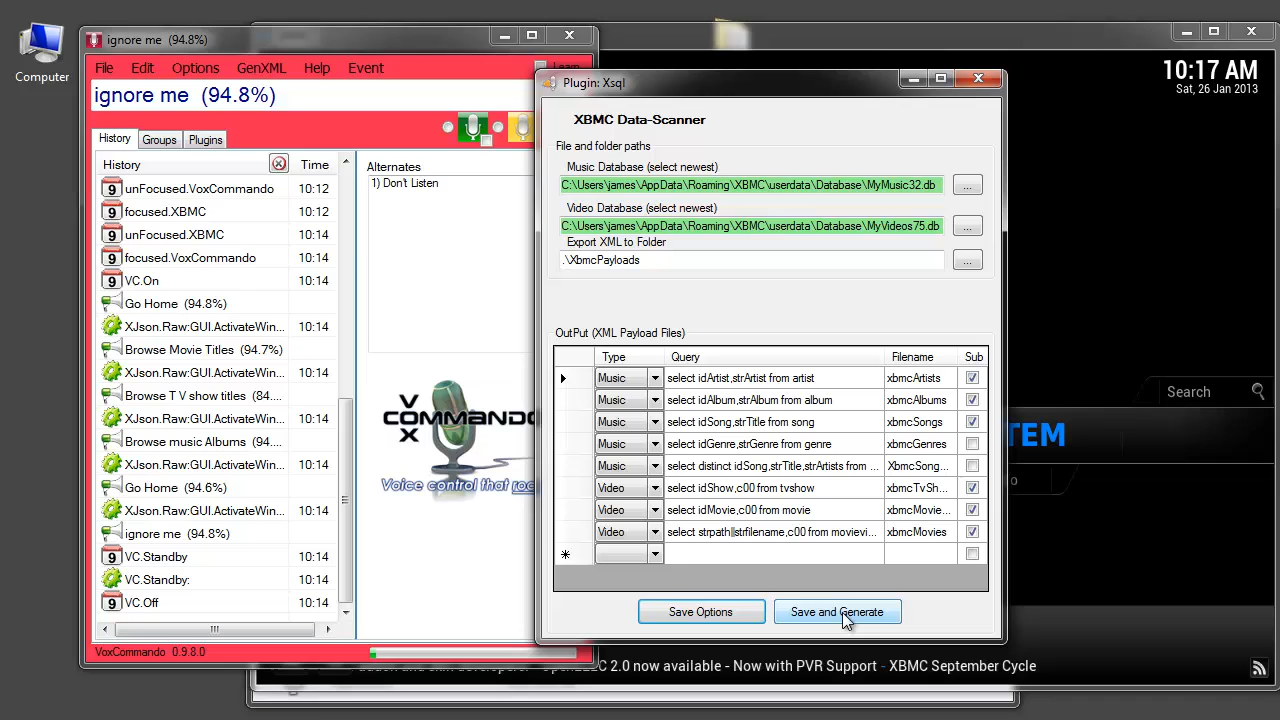 Computer
ignore me (94.8%)
File Edit Options GenXML Help Event
ignore me (94.8%)
History Groups Plugins
History Time
unFocused.VoxCommando 10:12
focused.XBMC 10:12
unFocused.XBMC 10:14
focused.VoxCommando 10:14
VC.On 10:14
Go Home (94.8%)
XJson.Raw:GUI.ActivateWin... 10:14
Browse Movie Titles (94.7%)
XJson.Raw:GUI.ActivateWin... 10:14
Browse T V show titles (84....
XJson.Raw:GUI.ActivateWin... 10:14
Browse music Albums (94....
XJson.Raw:GUI.ActivateWin... 10:14
Go Home (94.6%)
XJson.Raw:GUI.ActivateWin... 10:14
ignore me (94.8%)
VC.Standby 10:14
VC.Standby: 10:14
VC.Off 10:14
VoxCommando 0.9.8.0
Alternates
1) Don't Listen
VOX COMMANDO
Voice control that roc
Plugin: Xsql
XBMC Data-Scanner
File and folder paths
Music Database (select newest)
C:\Users\james\AppData\Roaming\XBMC\userdata\Database\MyMusic32.db ...
Video Database (select newest)
C:\Users\james\AppData\Roaming\XBMC\userdata\Database\MyVideos75.db ...
Export XML to Folder
.\XbmcPayloads ...
OutPut (XML Payload Files)
Type Query Filename Sub
Music select idArtist,strArtist from artist xbmcArtists
Music select idAlbum,strAlbum from album xbmcAlbums
Music select idSong,strTitle from song xbmcSongs
Music select idGenre,strGenre from genre xbmcGenres
Music select distinct idSong,strTitle,strArtists from ... XbmcSong...
Video select idShow,c00 from tvshow xbmcTvSh...
Video select idMovie,c00 from movie xbmcMovie...
Video select strpath||strfilename,c00 from movievi... xbmcMovies
Save Options Save and Generate
10:17 AM
Sat, 26 Jan 2013
Search
TEM
o
2.0 now available - Now with PVR Support - XBMC September Cycle